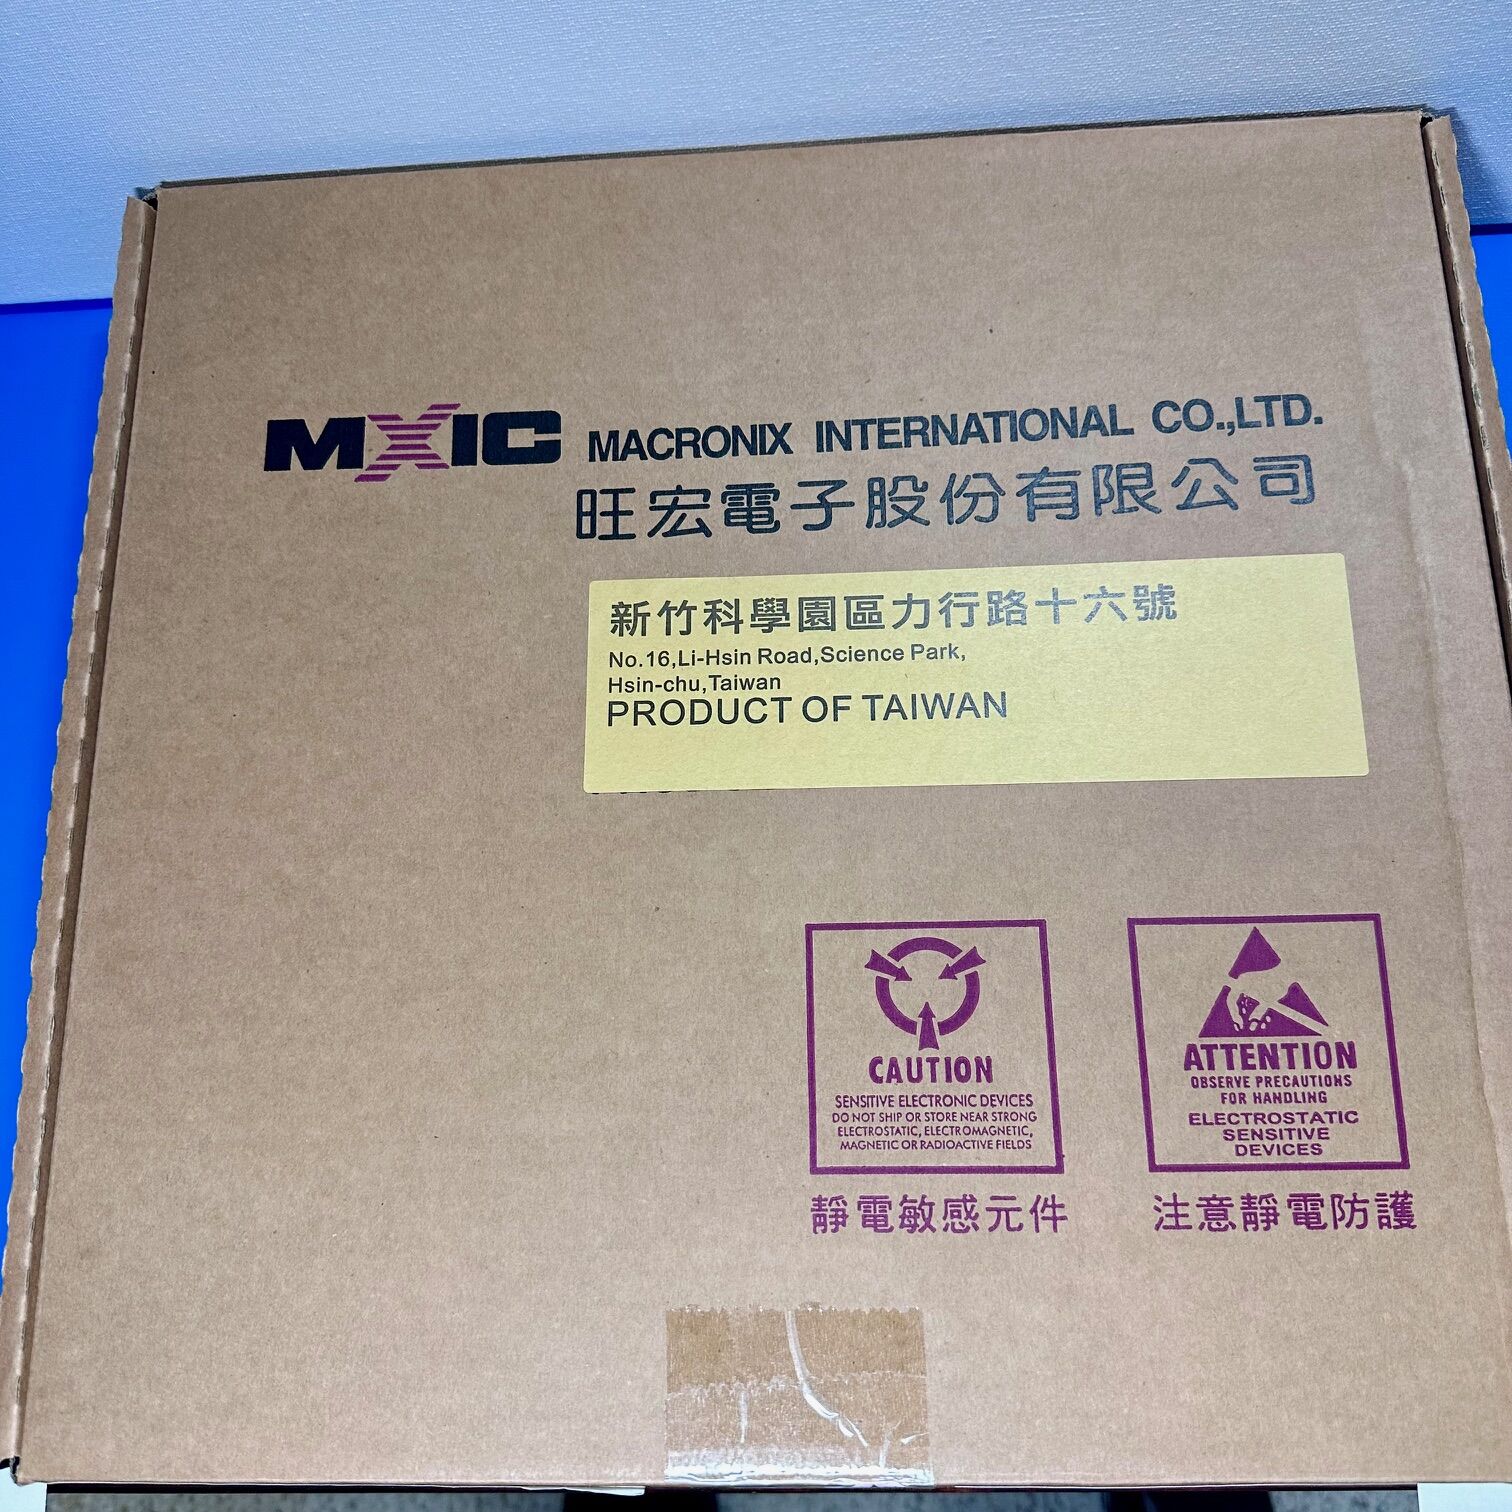 MXIC MACRONIX INTERNATIONAL CO.,LTD.
旺宏電子股份有限公司
新竹科學園區力行路十六號
No.16,Li-Hsin Road,Science Park,
Hsin-chu,Taiwan
PRODUCT OF TAIWAN
CAUTION
SENSITIVE ELECTRONIC DEVICES
DO NOT SHIP OR STORE NEAR STRONG
ELECTROSTATIC, ELECTROMAGNETIC,
MAGNETIC OR RADIOACTIVE FIELDS
靜電敏感元件
ATTENTION
OBSERVE PRECAUTIONS
FOR HANDLING
ELECTROSTATIC
SENSITIVE
DEVICES
注意靜電防護